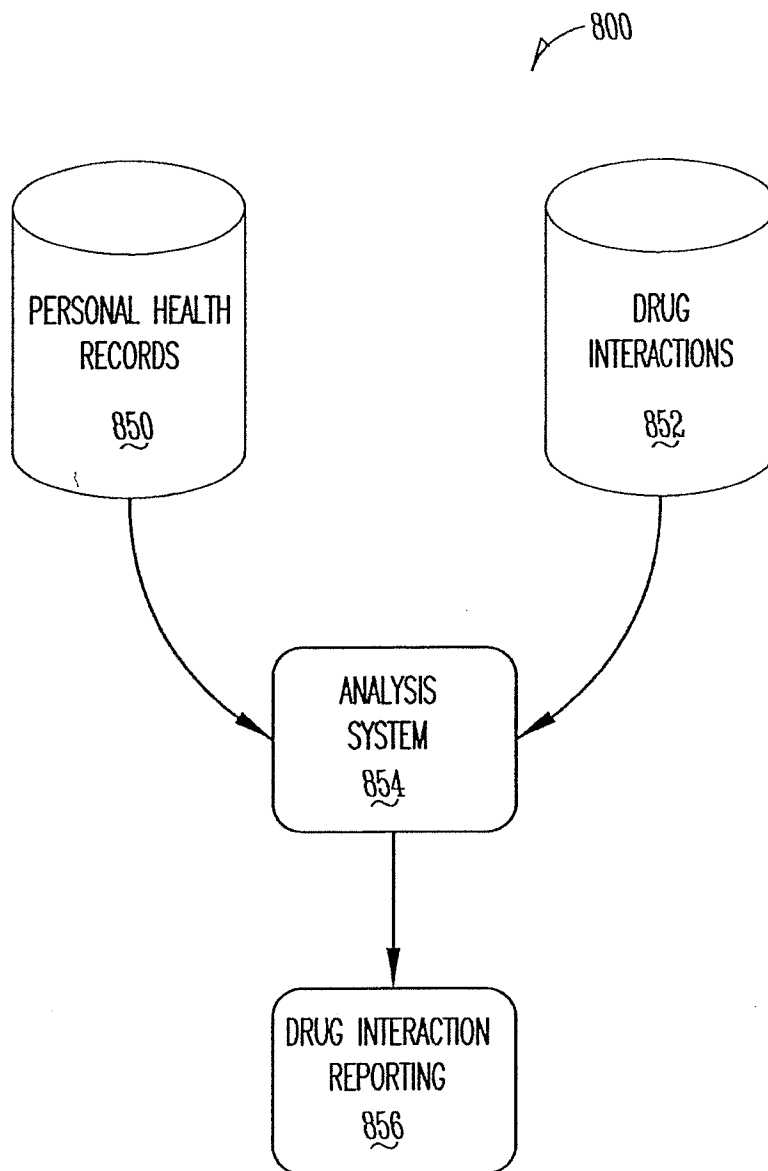 800
PERSONAL HEALTH
RECORDS
850
DRUG
INTERACTIONS
852
ANALYSIS
SYSTEM
854
DRUG INTERACTION
REPORTING
856